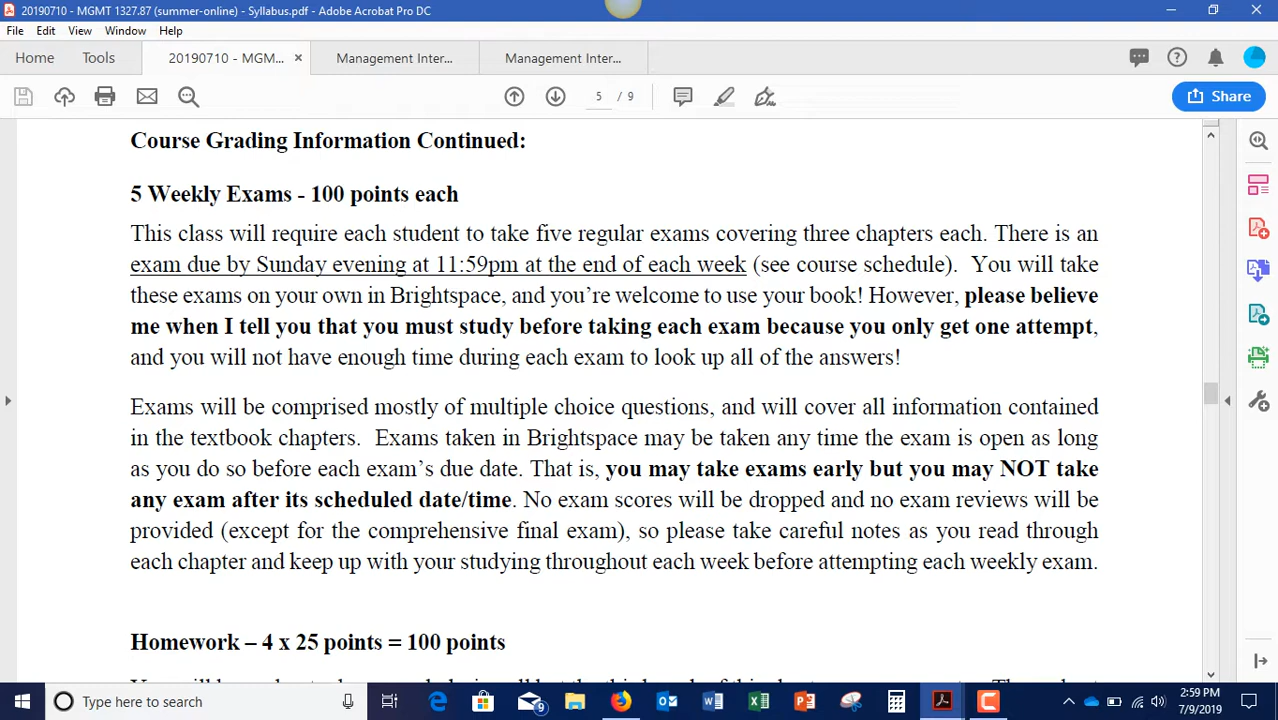 20190710 - MGMT 1327.87 (summer-online) - Syllabus.pdf - Adobe Acrobat Pro DC
File Edit View Window Help
Home Tools 20190710 - MGM... × Management Inter... Management Inter...
5 / 9 Share
Course Grading Information Continued:
5 Weekly Exams - 100 points each
This class will require each student to take five regular exams covering three chapters each. There is an
exam due by Sunday evening at 11:59pm at the end of each week (see course schedule).  You will take
these exams on your own in Brightspace, and you're welcome to use your book! However, please believe
me when I tell you that you must study before taking each exam because you only get one attempt,
and you will not have enough time during each exam to look up all of the answers!
Exams will be comprised mostly of multiple choice questions, and will cover all information contained
in the textbook chapters.  Exams taken in Brightspace may be taken any time the exam is open as long
as you do so before each exam's due date. That is, you may take exams early but you may NOT take
any exam after its scheduled date/time. No exam scores will be dropped and no exam reviews will be
provided (except for the comprehensive final exam), so please take careful notes as you read through
each chapter and keep up with your studying throughout each week before attempting each weekly exam.
Homework – 4 x 25 points = 100 points
Type here to search
9
2:59 PM
7/9/2019